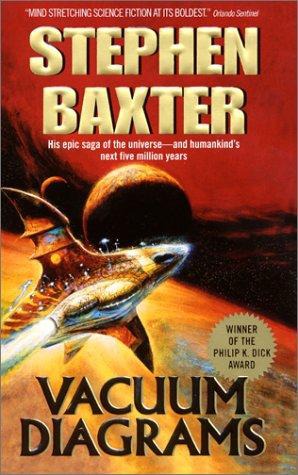 "MIND STRETCHING SCIENCE FICTION AT ITS BOLDEST." Orlando Sentinel
STEPHEN
BAXTER
His epic saga of the universe—and humankind's
next five million years
WINNER
OF THE
PHILIP K. DICK
AWARD
VACUUM
DIAGRAMS